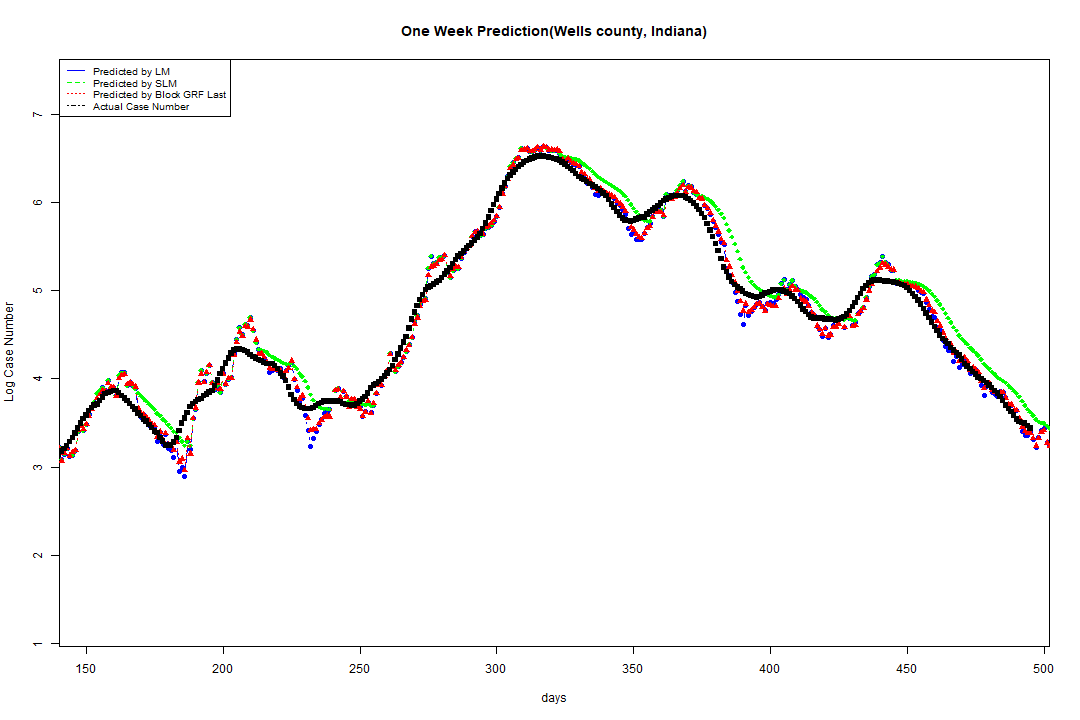 One Week Prediction(Wells county, Indiana)
Predicted by LM
Predicted by SLM
Predicted by Block GRF Last
Actual Case Number
Log Case Number
7
6
5
4
3
2
1
150 200 250 300 350 400 450 500
days